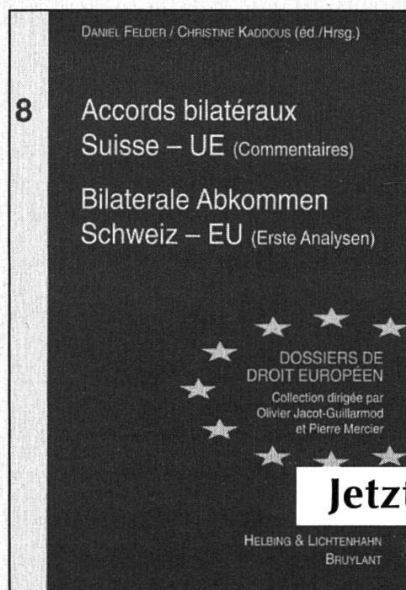 DANIEL FELDER / CHRISTINE KADDOUS (éd./Hrsg.)
8
Accords bilatéraux
Suisse – UE (Commentaires)
Bilaterale Abkommen
Schweiz – EU (Erste Analysen)
DOSSIERS DE
DROIT EUROPÉEN
Collection dirigée par
Olivier Jacot-Guillarmod
et Pierre Mercier
Jetzt
HELBING & LICHTENHAHN
BRUYLANT